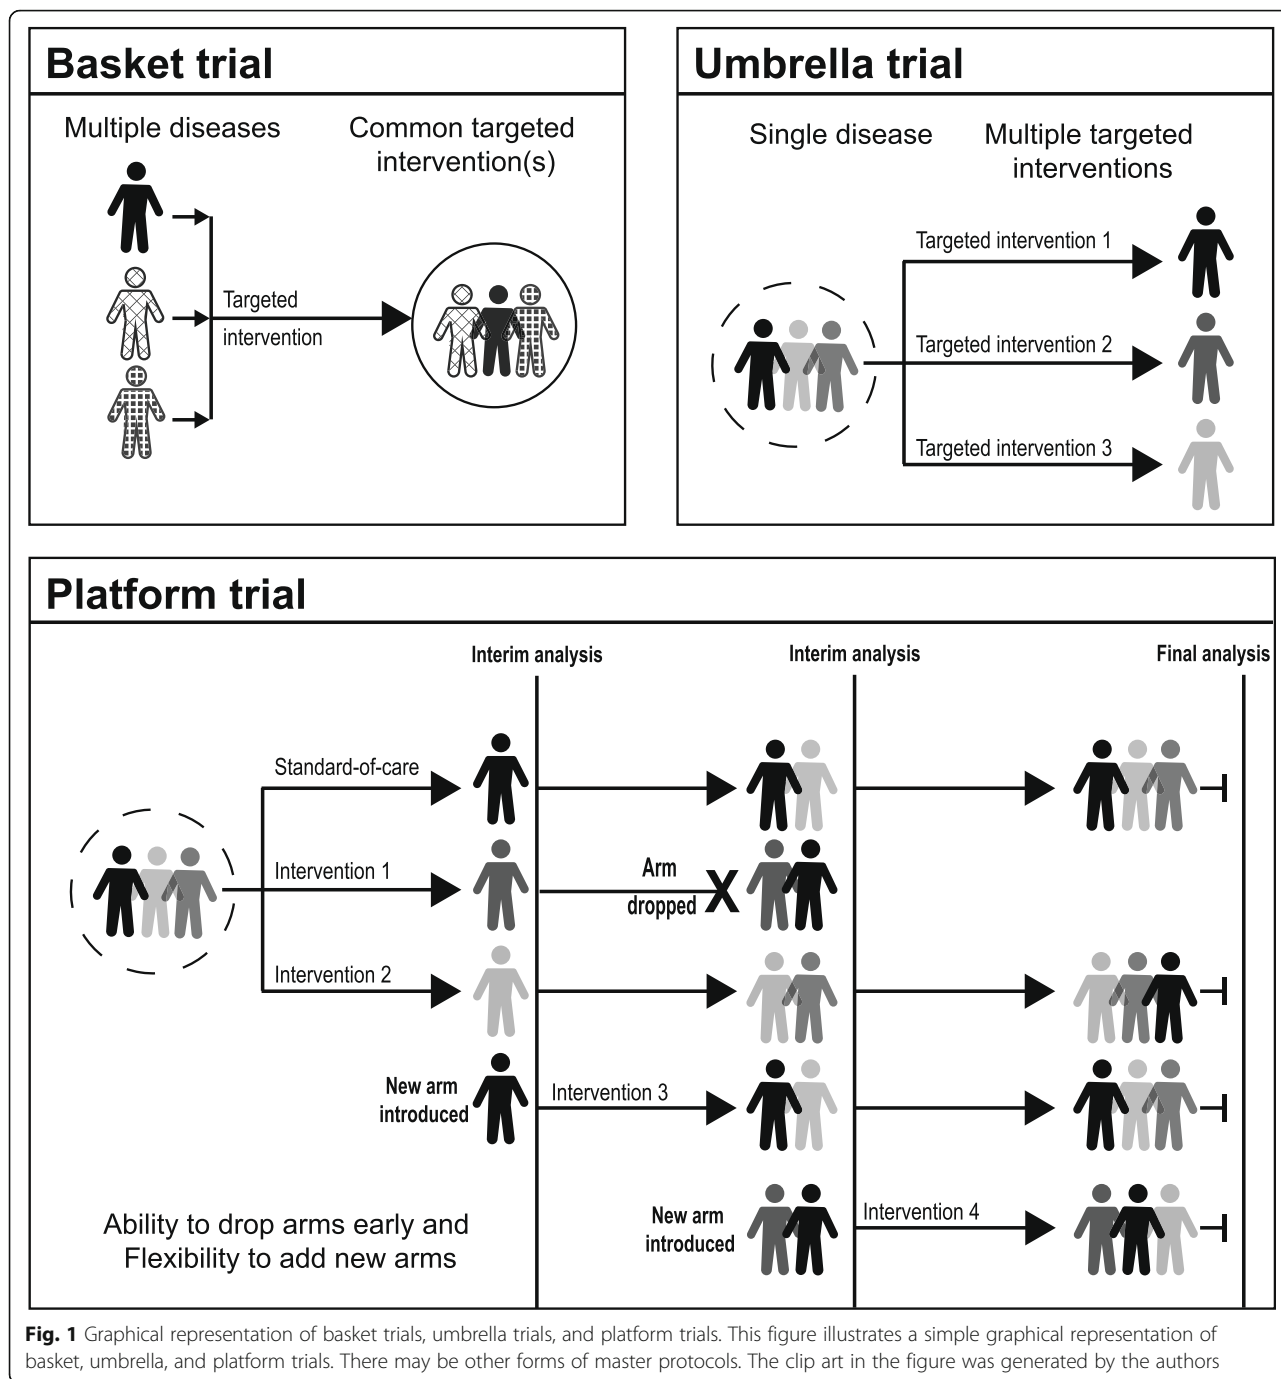 Basket trial
Multiple diseases
Common targeted
intervention(s)
Targeted
intervention
Umbrella trial
Single disease
Multiple targeted
interventions
Targeted intervention 1
Targeted intervention 2
Targeted intervention 3
Platform trial
Interim analysis
Interim analysis
Final analysis
Standard-of-care
Intervention 1
Arm
dropped
X
Intervention 2
New arm
introduced
Intervention 3
New arm
introduced
Intervention 4
Ability to drop arms early and
Flexibility to add new arms
Fig. 1 Graphical representation of basket trials, umbrella trials, and platform trials. This figure illustrates a simple graphical representation of
basket, umbrella, and platform trials. There may be other forms of master protocols. The clip art in the figure was generated by the authors